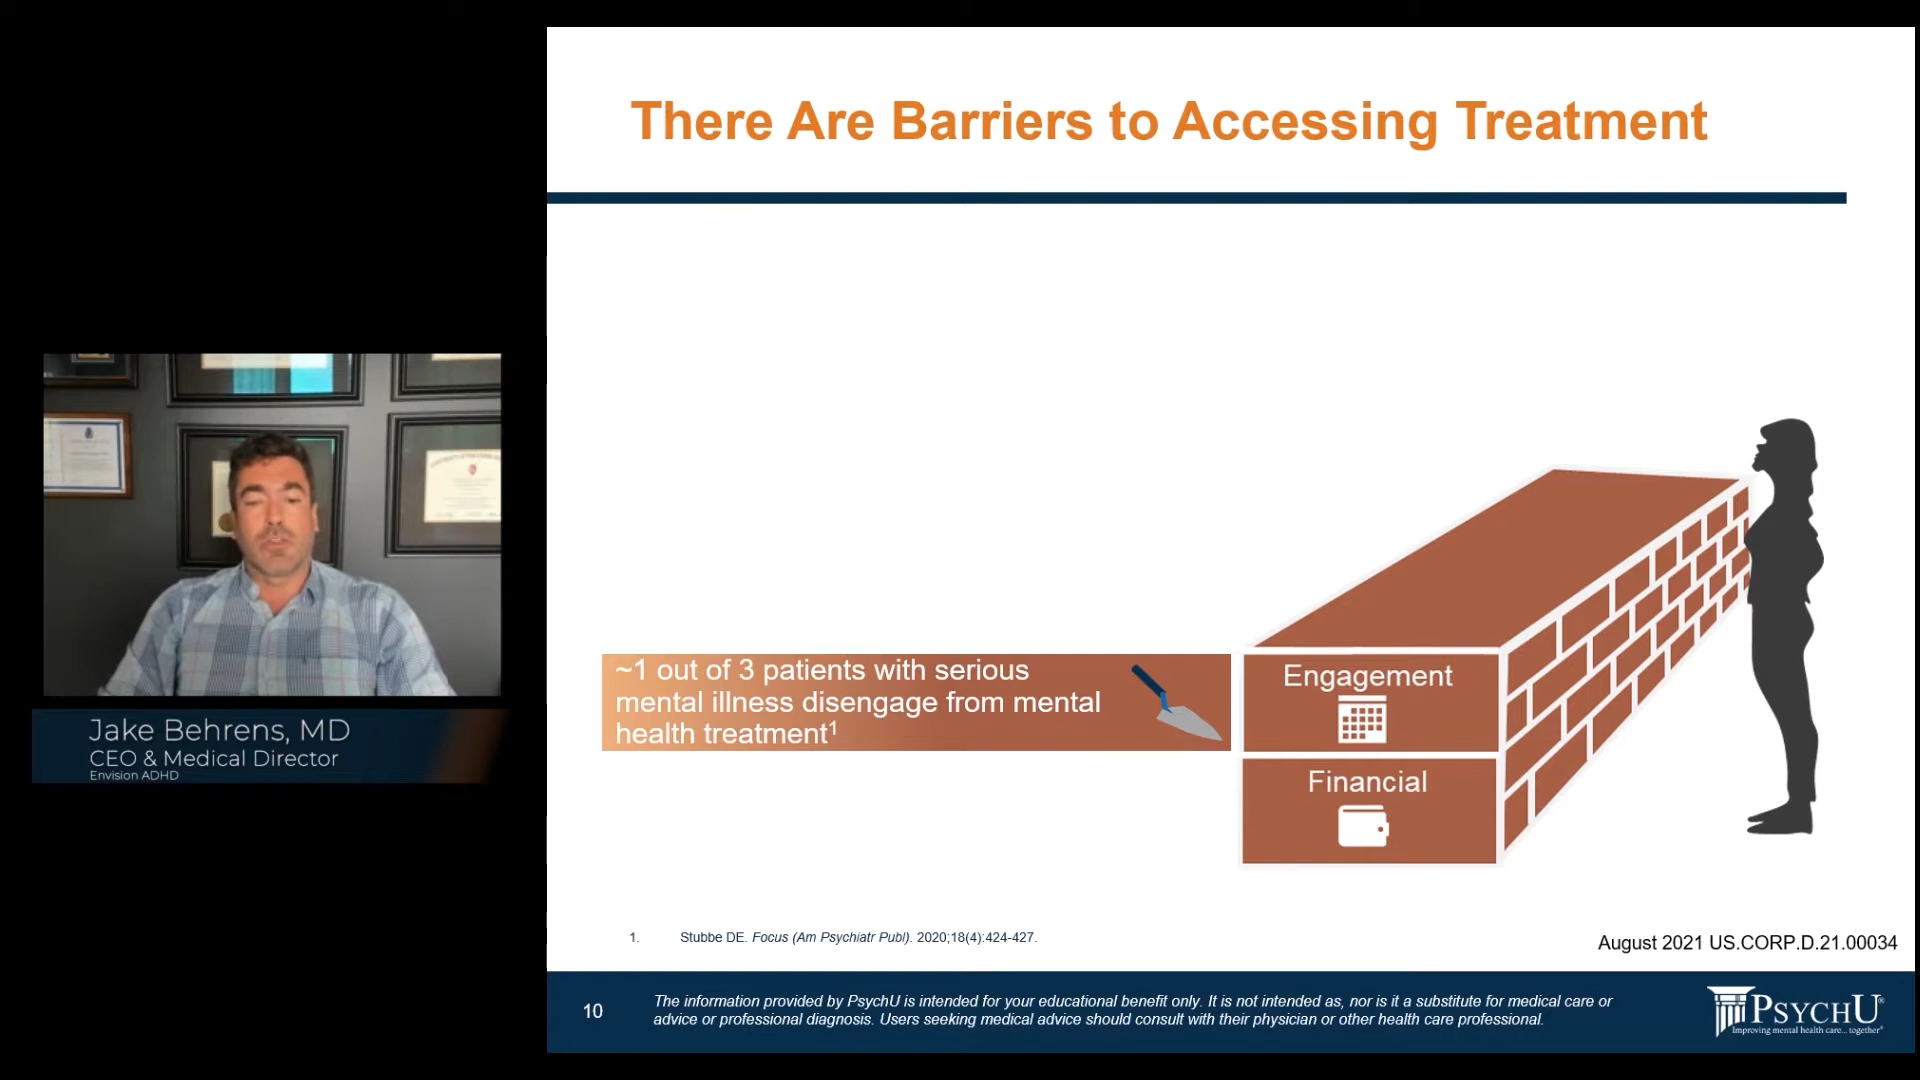 There Are Barriers to Accessing Treatment
~1 out of 3 patients with serious
mental illness disengage from mental
health treatment¹
Engagement
Financial
Jake Behrens, MD
CEO & Medical Director
Envision ADHD
1. Stubbe DE. Focus (Am Psychiatr Publ). 2020;18(4):424-427.
August 2021 US.CORP.D.21.00034
10
The information provided by PsychU is intended for your educational benefit only. It is not intended as, nor is it a substitute for medical care or
advice or professional diagnosis. Users seeking medical advice should consult with their physician or other health care professional.
PSYCHU®
Improving mental health care... together®